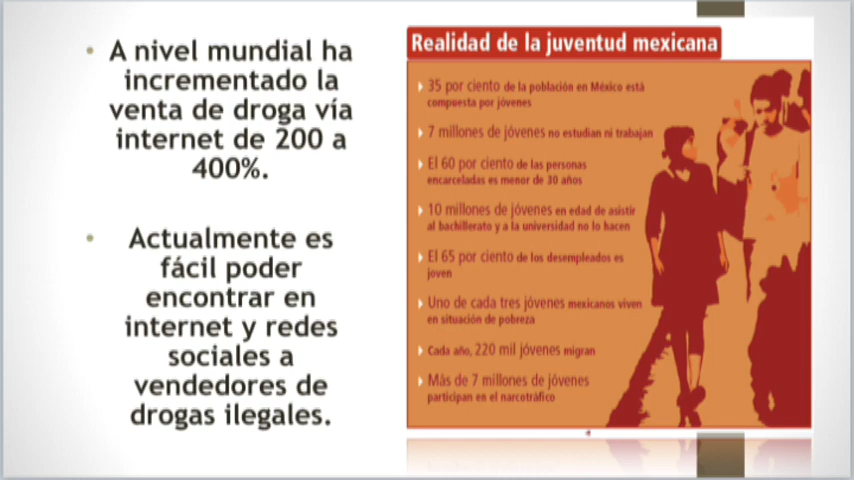 • A nivel mundial ha
incrementado la
venta de droga vía
internet de 200 a
400%.
• Actualmente es
fácil poder
encontrar en
internet y redes
sociales a
vendedores de
drogas ilegales.
Realidad de la juventud mexicana
35 por ciento de la población en México está
compuesta por jóvenes
7 millones de jóvenes no estudian ni trabajan
El 60 por ciento de las personas
encarceladas es menor de 30 años
10 millones de jóvenes en edad de asistir
al bachillerato y a la universidad no lo hacen
El 65 por ciento de los desempleados es
joven
Uno de cada tres jóvenes mexicanos viven
en situación de pobreza
Cada año, 220 mil jóvenes migran
Más de 7 millones de jóvenes
participan en el narcotráfico